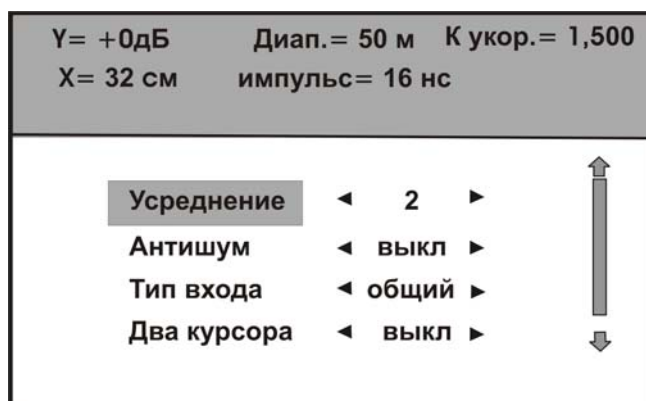 Y= +0дБ Диап.= 50 м К укор.= 1,500
X= 32 см импульс= 16 нс
Усреднение ◄ 2 ►
Антишум ◄ выкл ►
Тип входа ◄ общий ►
Два курсора ◄ выкл ►